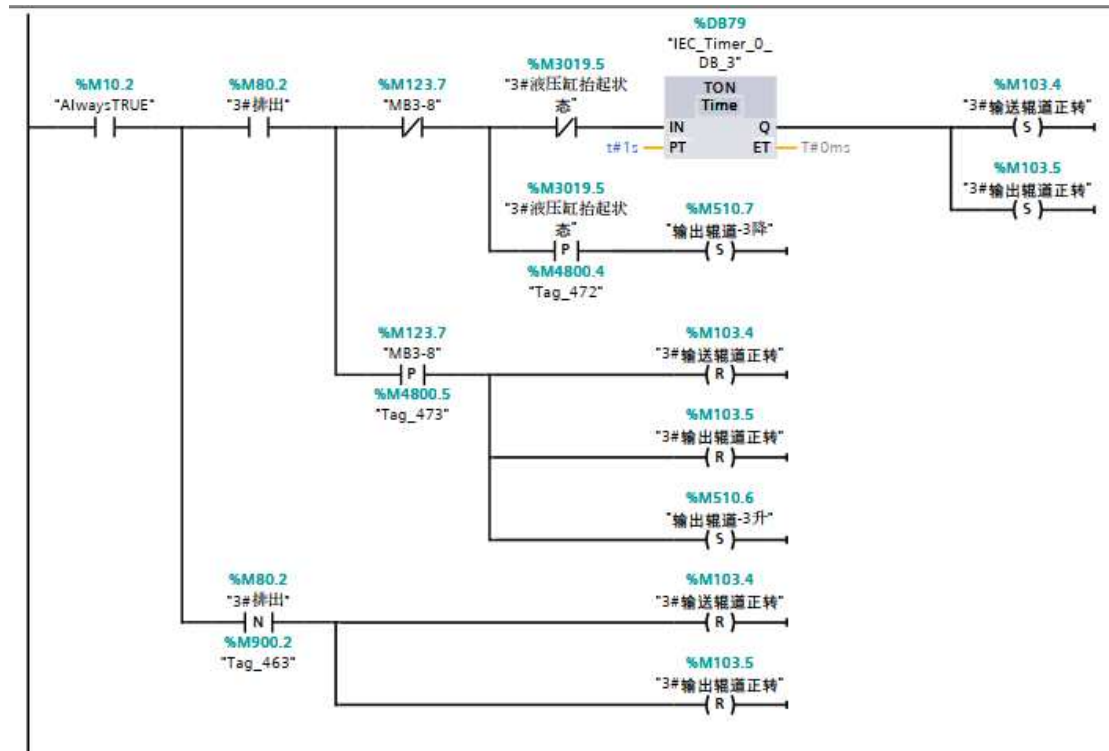 %DB79
"IEC_Timer_0_
DB_3"
%M10.2
"AlwaysTRUE"
%M80.2
"3#排出"
%M123.7
"MB3-8"
%M3019.5
"3#液压缸抬起状
态"
TON
Time
IN
Q
t#1s
PT
ET
T#0ms
%M103.4
"3#输送辊道正转"
S
%M103.5
"3#输出辊道正转"
S
%M3019.5
"3#液压缸抬起状
态"
P
%M4800.4
"Tag_472"
%M510.7
"输出辊道-3降"
S
%M123.7
"MB3-8"
P
%M4800.5
"Tag_473"
%M103.4
"3#输送辊道正转"
R
%M103.5
"3#输出辊道正转"
R
%M510.6
"输出辊道-3升"
S
%M80.2
"3#排出"
N
%M900.2
"Tag_463"
%M103.4
"3#输送辊道正转"
R
%M103.5
"3#输出辊道正转"
R